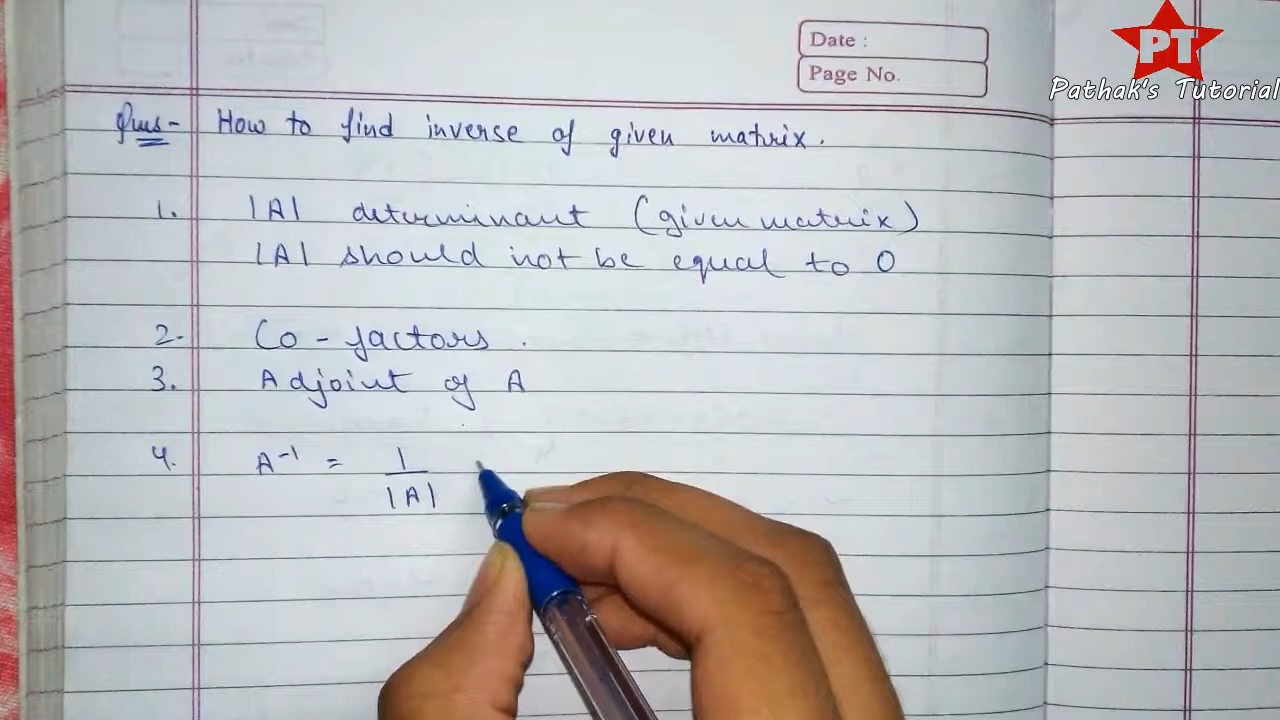 Date :
Page No.
PT
Pathak's Tutorial
Ques - How to find inverse of given matrix.
1. |A| determinant (given matrix)
|A| should not be equal to 0
2. Co-factors.
3. Adjoint of A
4. A⁻¹ = 1/|A|